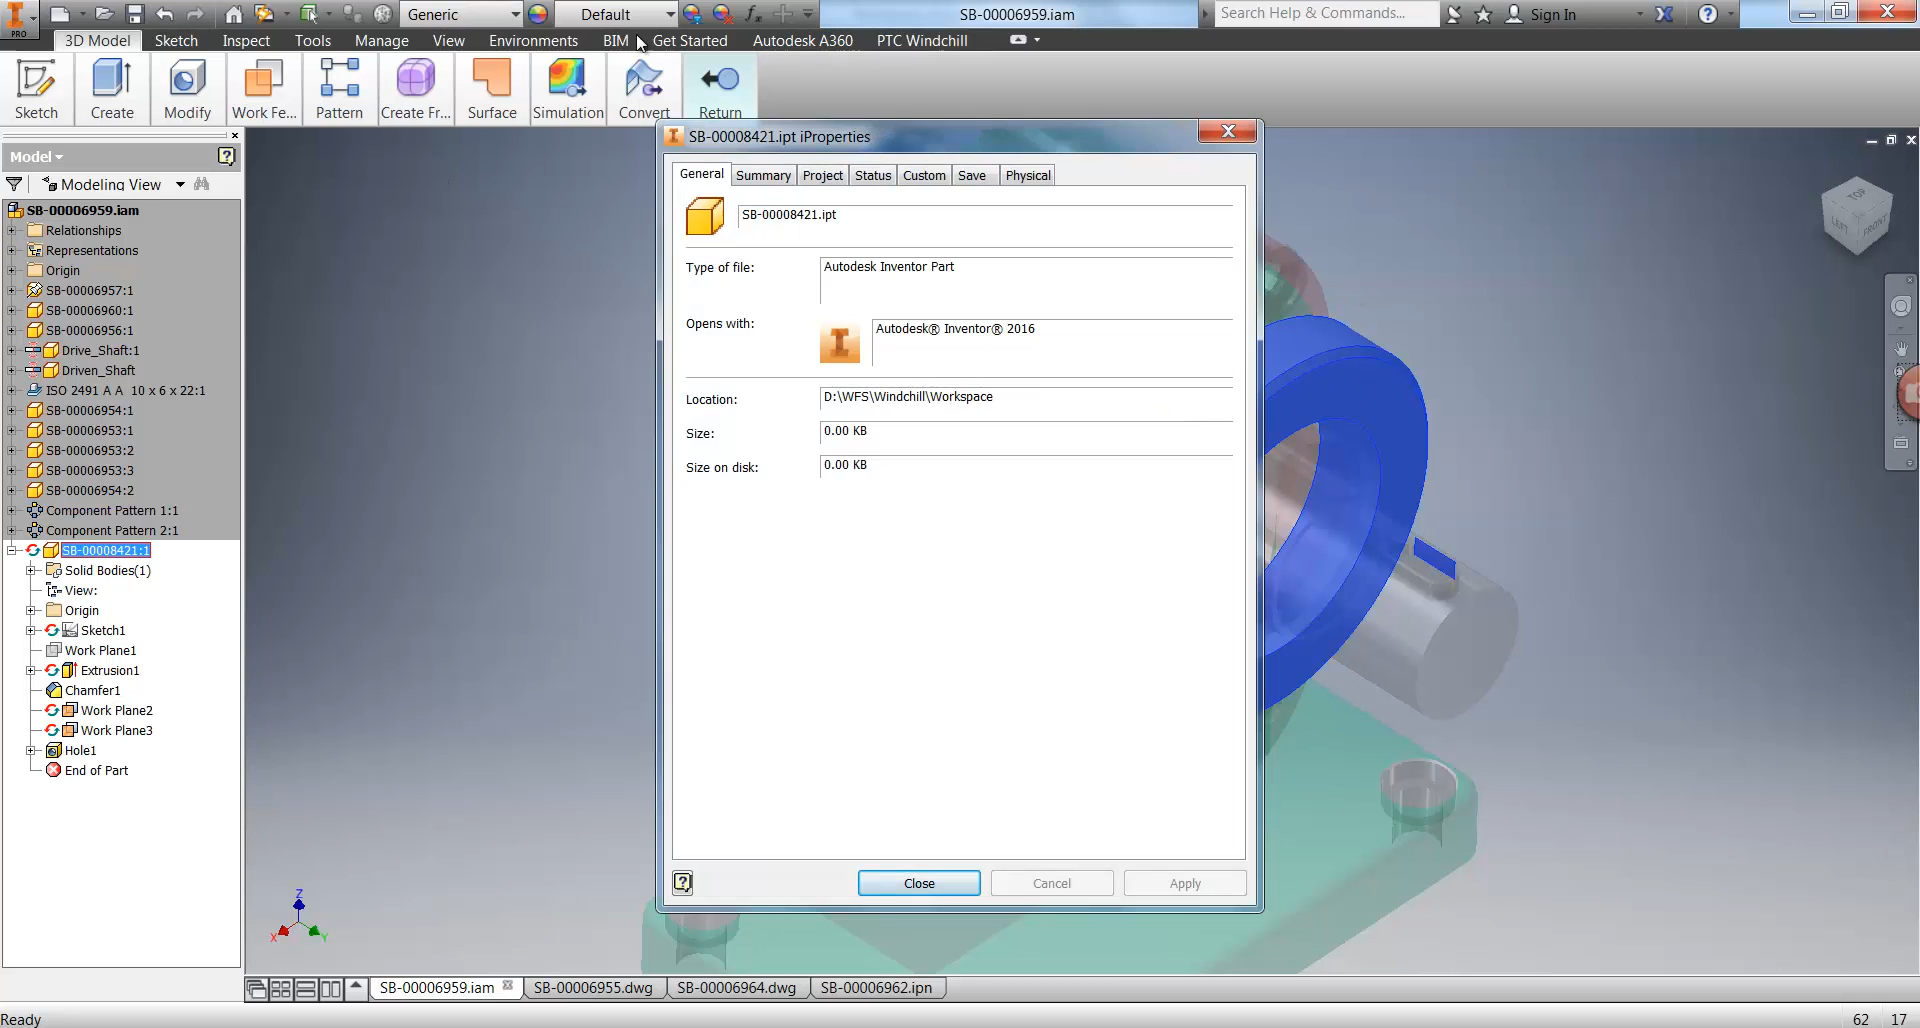 Generic
Default
SB-00006959.iam
Search Help & Commands...
Sign In
PRO
3D Model
Sketch
Inspect
Tools
Manage
View
Environments
BIM
Get Started
Autodesk A360
PTC Windchill
Sketch
Create
Modify
Work Fe...
Pattern
Create Fr...
Surface
Simulation
Convert
Return
Model
Modeling View
SB-00006959.iam
Relationships
Representations
Origin
SB-00006957:1
SB-00006960:1
SB-00006956:1
Drive_Shaft:1
Driven_Shaft
ISO 2491 A A 10 x 6 x 22:1
SB-00006954:1
SB-00006953:1
SB-00006953:2
SB-00006953:3
SB-00006954:2
Component Pattern 1:1
Component Pattern 2:1
SB-00008421:1
Solid Bodies(1)
View:
Origin
Sketch1
Work Plane1
Extrusion1
Chamfer1
Work Plane2
Work Plane3
Hole1
End of Part
SB-00008421.ipt iProperties
General
Summary
Project
Status
Custom
Save
Physical
SB-00008421.ipt
Type of file:
Autodesk Inventor Part
Opens with:
Autodesk® Inventor® 2016
Location:
D:\WFS\Windchill\Workspace
Size:
0.00 KB
Size on disk:
0.00 KB
Close
Cancel
Apply
TOP
LEFT
FRONT
Z
X
Y
SB-00006959.iam
SB-00006955.dwg
SB-00006964.dwg
SB-00006962.ipn
Ready
62
17